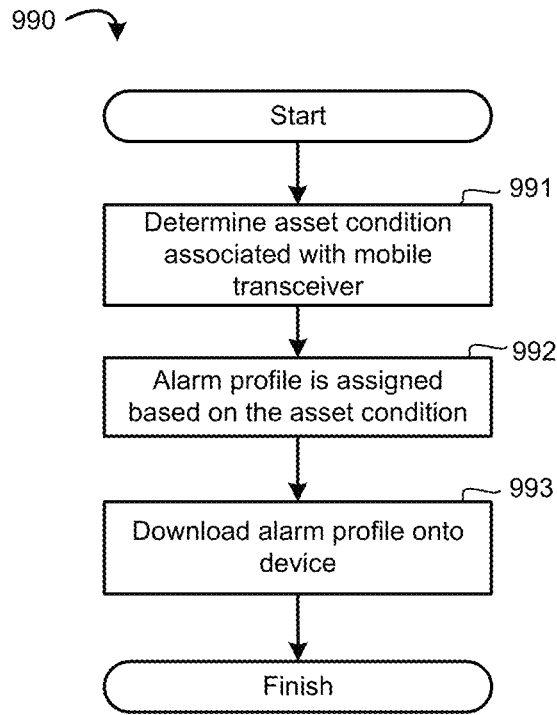 990
Start
991
Determine asset condition
associated with mobile
transceiver
992
Alarm profile is assigned
based on the asset condition
993
Download alarm profile onto
device
Finish